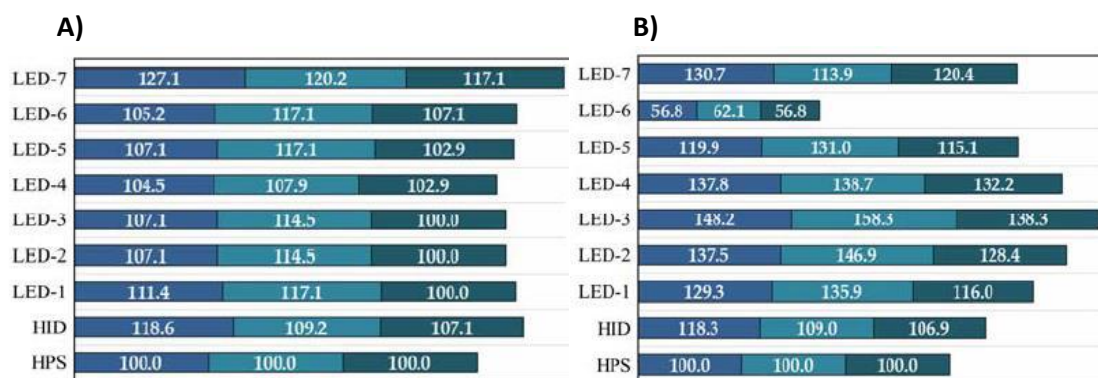 A)
LED-7 127.1 120.2 117.1
LED-6 105.2 117.1 107.1
LED-5 107.1 117.1 102.9
LED-4 104.5 107.9 102.9
LED-3 107.1 114.5 100.0
LED-2 107.1 114.5 100.0
LED-1 111.4 117.1 100.0
HID 118.6 109.2 107.1
HPS 100.0 100.0 100.0
B)
LED-7 130.7 113.9 120.4
LED-6 56.8 62.1 56.8
LED-5 119.9 131.0 115.1
LED-4 137.8 138.7 132.2
LED-3 148.2 158.3 138.3
LED-2 137.5 146.9 128.4
LED-1 129.3 135.9 116.0
HID 118.3 109.0 106.9
HPS 100.0 100.0 100.0